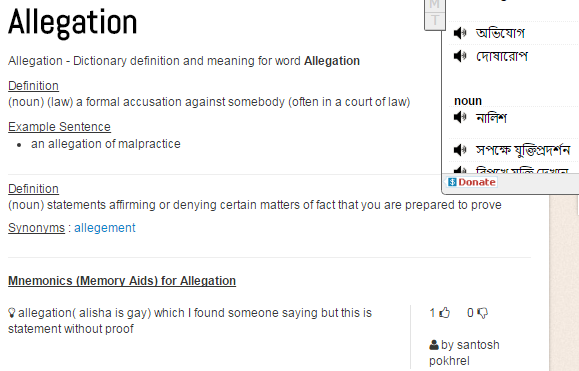 Allegation
Allegation - Dictionary definition and meaning for word Allegation
Definition
(noun) (law) a formal accusation against somebody (often in a court of law)
Example Sentence
• an allegation of malpractice
Definition
(noun) statements affirming or denying certain matters of fact that you are prepared to prove
Synonyms : allegement
Mnemonics (Memory Aids) for Allegation
allegation( alisha is gay) which I found someone saying but this is
statement without proof
1 0
by santosh
pokhrel
M
T
অভিযোগ
দোষারোপ
noun
নালিশ
সপক্ষে যুক্তিপ্রদর্শন
বিপক্ষে যুক্তি দেখান
Donate